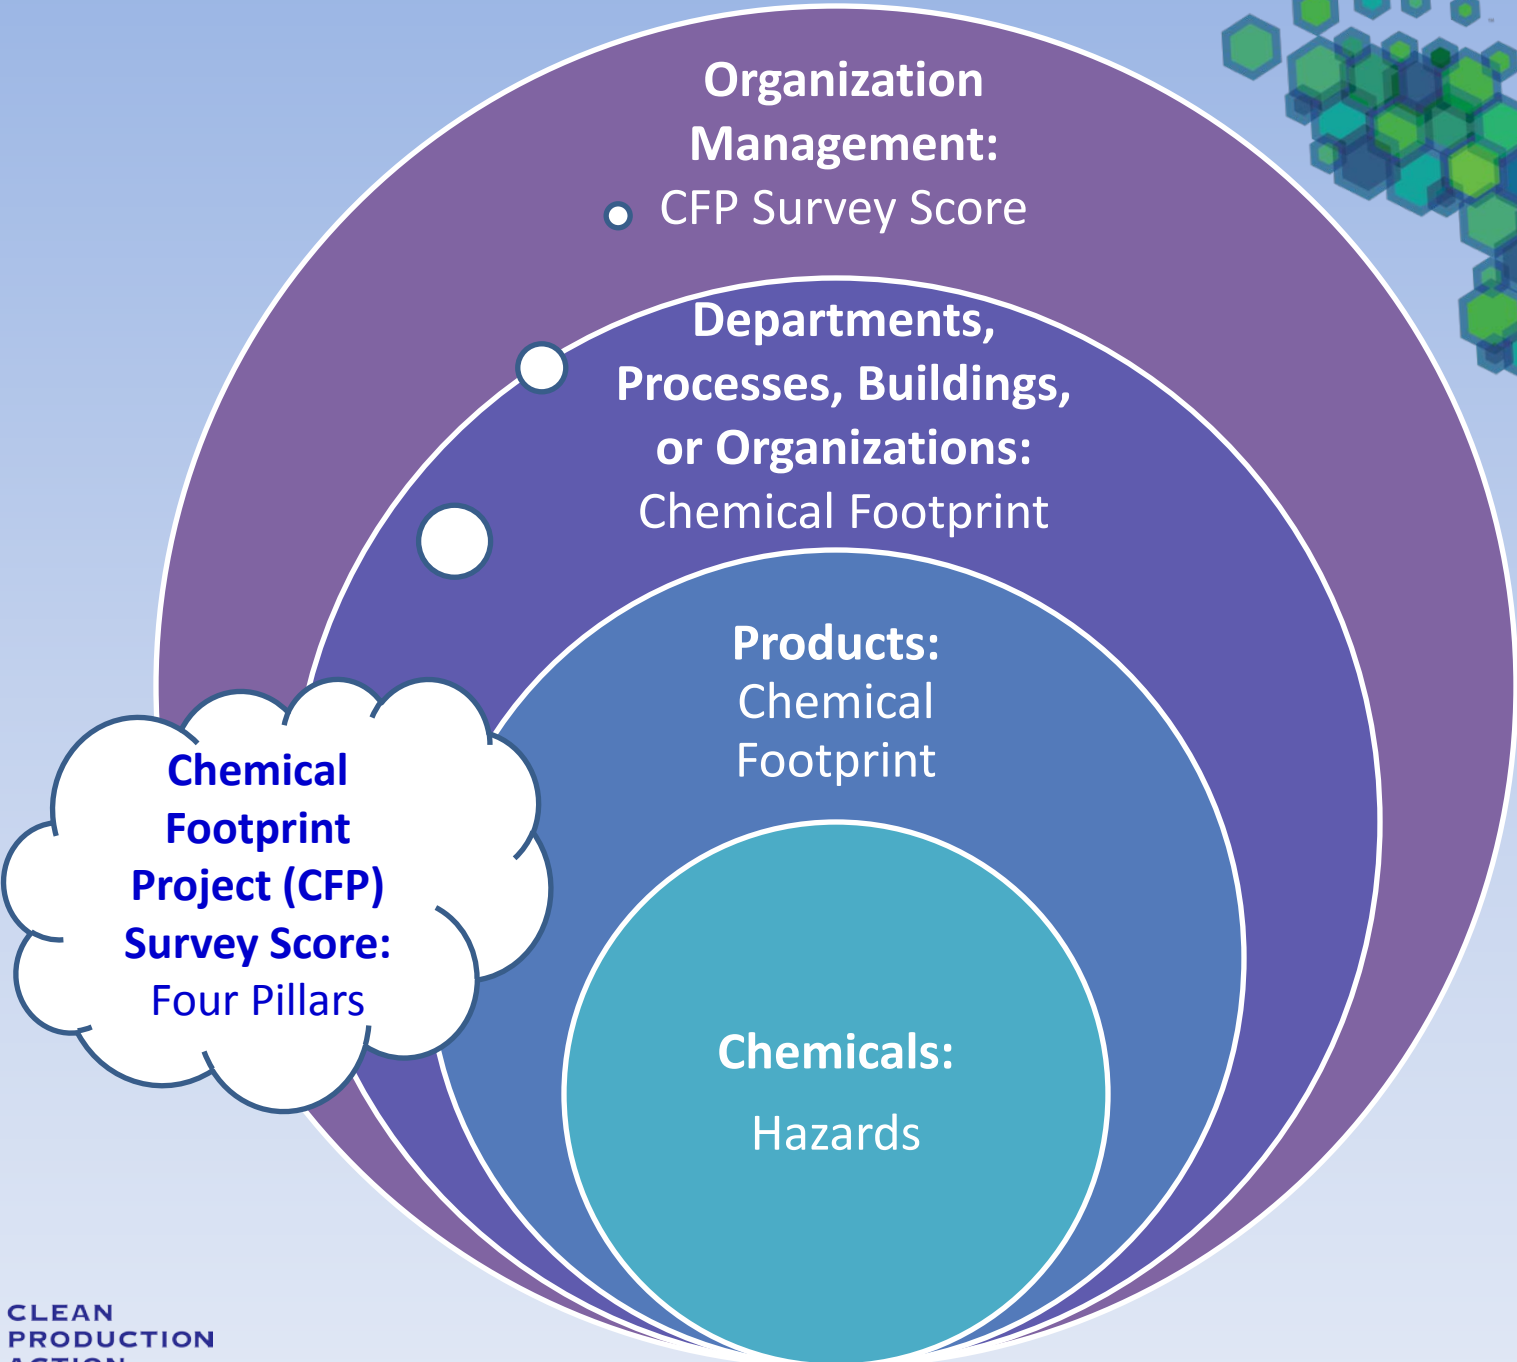 Organization
Management:
CFP Survey Score
Departments,
Processes, Buildings,
or Organizations:
Chemical Footprint
Products:
Chemical
Footprint
Chemical
Footprint
Project (CFP)
Survey Score:
Four Pillars
Chemicals:
Hazards
CLEAN
PRODUCTION
ACTION